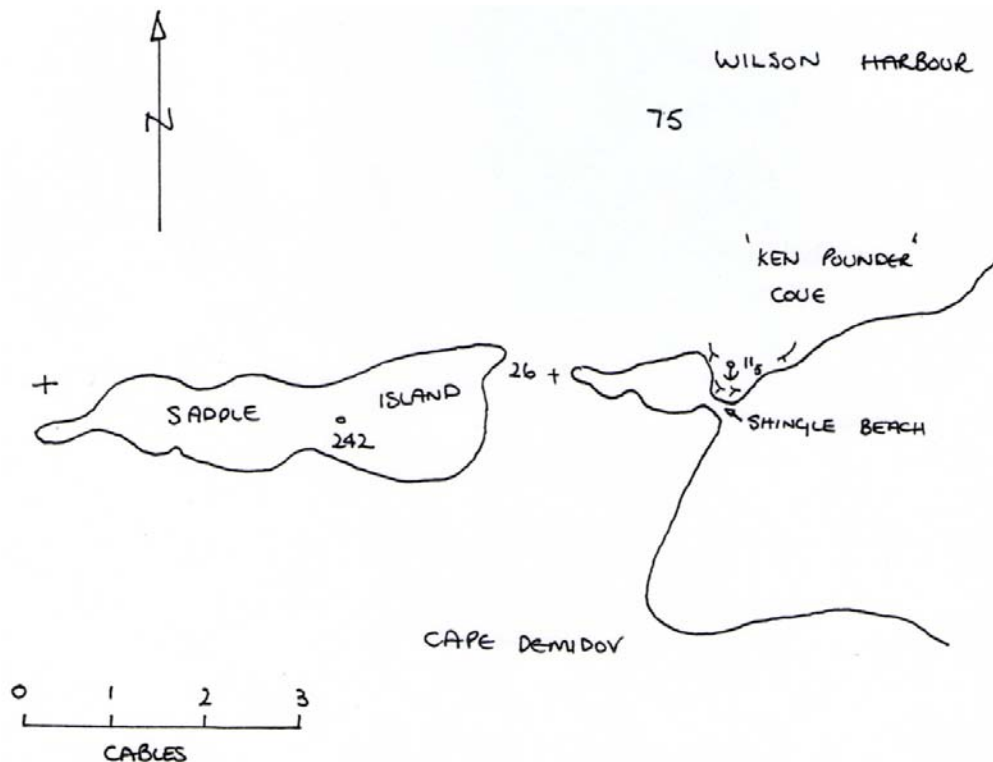 WILSON HARBOUR
N
75
'KEN POUNDER'
COVE
26
11₅
ISLAND
SADDLE
242
SHINGLE BEACH
CAPE DEMIDOV
0 1 2 3
CABLES